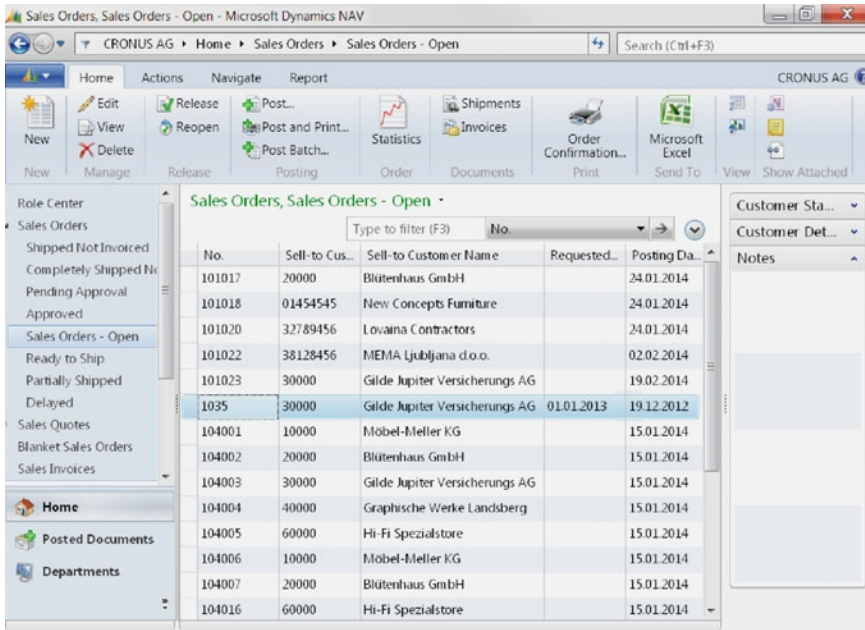 Sales Orders, Sales Orders - Open - Microsoft Dynamics NAV
CRONUS AG Home Sales Orders Sales Orders - Open
Search (Ctrl+F3)
Home Actions Navigate Report CRONUS AG
New
Edit
View
Delete
Release
Reopen
Post...
Post and Print...
Post Batch...
Statistics
Shipments
Invoices
Order
Confirmation...
Microsoft
Excel
New Manage Release Posting Order Documents Print Send To View Show Attached
Role Center
Sales Orders
Shipped Not Invoiced
Completely Shipped No
Pending Approval
Approved
Sales Orders - Open
Ready to Ship
Partially Shipped
Delayed
Sales Quotes
Blanket Sales Orders
Sales Invoices
Home
Posted Documents
Departments
Sales Orders, Sales Orders - Open
Type to filter (F3) No.
No. Sell-to Cus... Sell-to Customer Name Requested... Posting Da...
101017 20000 Blütenhaus GmbH 24.01.2014
101018 01454545 New Concepts Furniture 24.01.2014
101020 32789456 Lovaina Contractors 24.01.2014
101022 38128456 MEMA Ljubljana d.o.o. 02.02.2014
101023 30000 Gilde Jupiter Versicherungs AG 19.02.2014
1035 30000 Gilde Jupiter Versicherungs AG 01.01.2013 19.12.2012
104001 10000 Möbel-Meller KG 15.01.2014
104002 20000 Blütenhaus GmbH 15.01.2014
104003 30000 Gilde Jupiter Versicherungs AG 15.01.2014
104004 40000 Graphische Werke Landsberg 15.01.2014
104005 60000 Hi-Fi Spezialstore 15.01.2014
104006 10000 Möbel-Meller KG 15.01.2014
104007 20000 Blütenhaus GmbH 15.01.2014
104016 60000 Hi-Fi Spezialstore 15.01.2014
Customer Sta...
Customer Det...
Notes